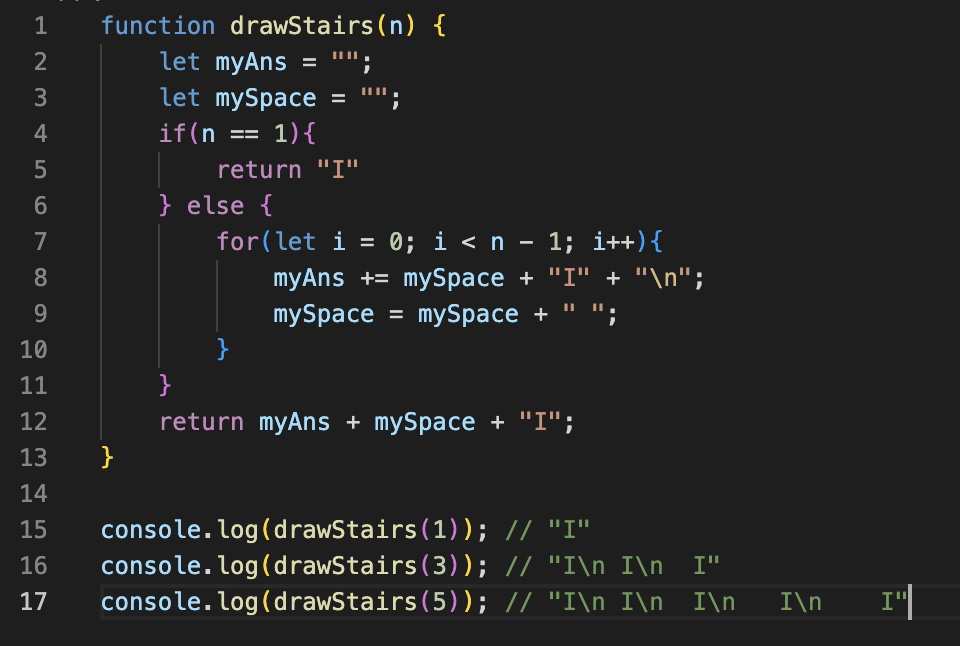 1 function drawStairs(n) {
2     let myAns = "";
3     let mySpace = "";
4     if(n == 1){
5         return "I"
6     } else {
7         for(let i = 0; i < n - 1; i++){
8             myAns += mySpace + "I" + "\n";
9             mySpace = mySpace + " ";
10         }
11     }
12     return myAns + mySpace + "I";
13 }
14
15 console.log(drawStairs(1)); // "I"
16 console.log(drawStairs(3)); // "I\n I\n  I"
17 console.log(drawStairs(5)); // "I\n I\n  I\n   I\n    I"